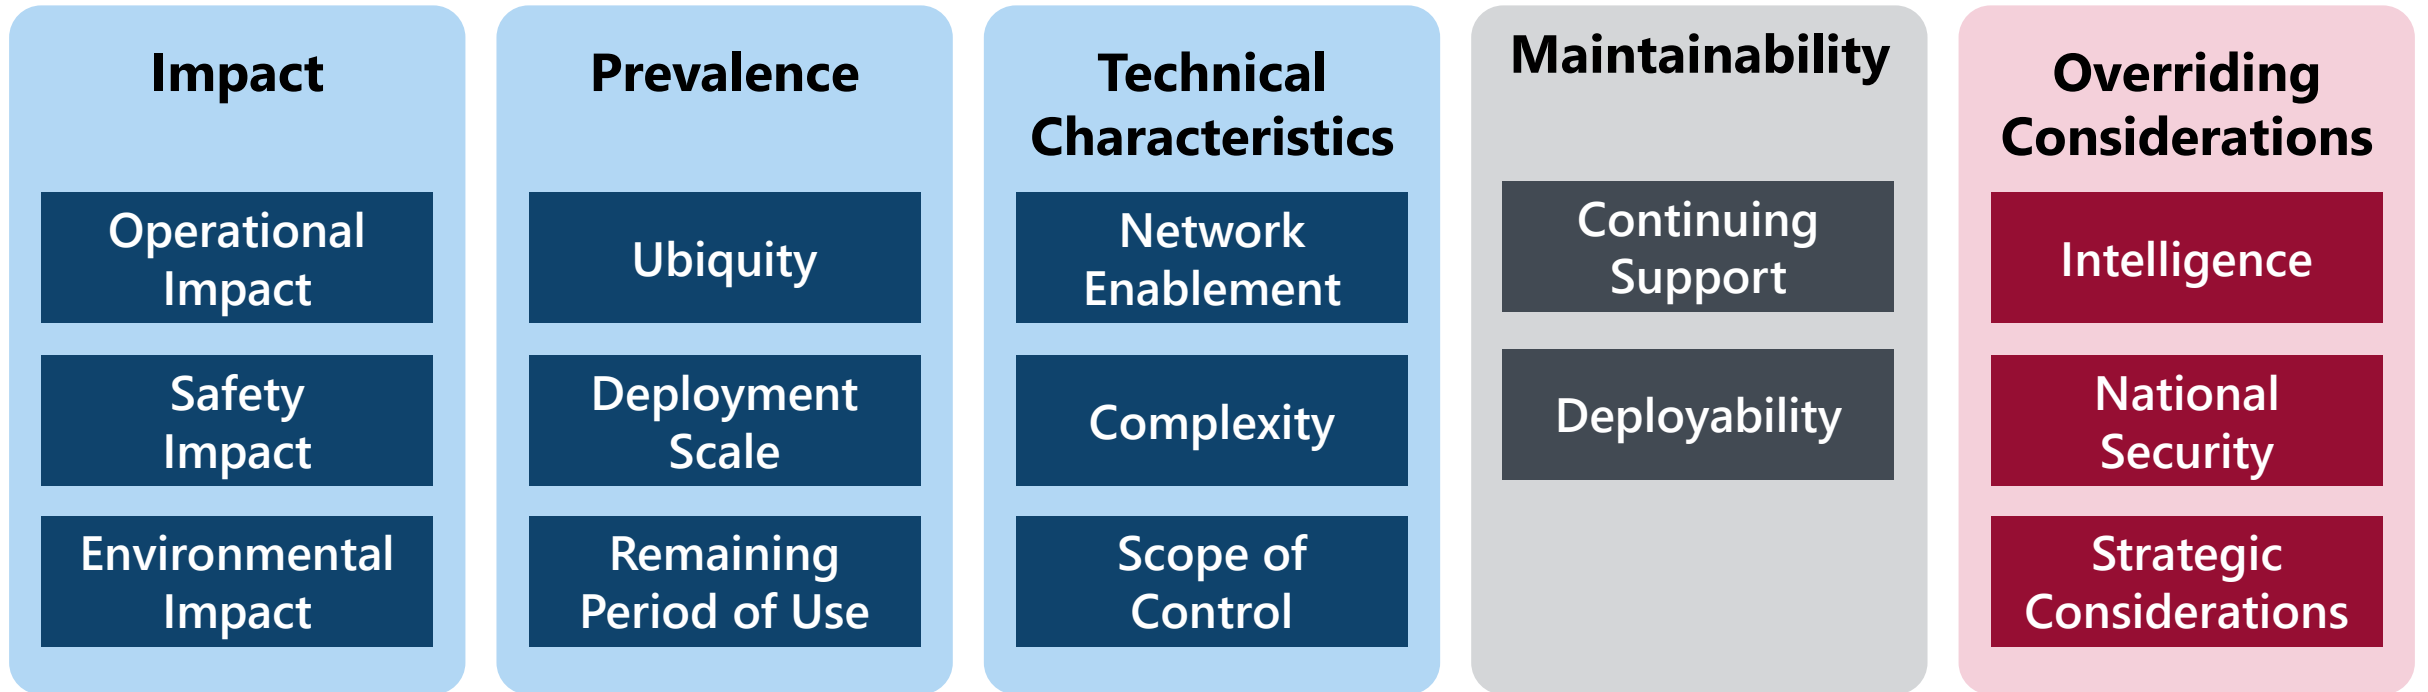 Impact
Operational
Impact
Safety
Impact
Environmental
Impact
Prevalence
Ubiquity
Deployment
Scale
Remaining
Period of Use
Technical
Characteristics
Network
Enablement
Complexity
Scope of
Control
Maintainability
Continuing
Support
Deployability
Overriding
Considerations
Intelligence
National
Security
Strategic
Considerations